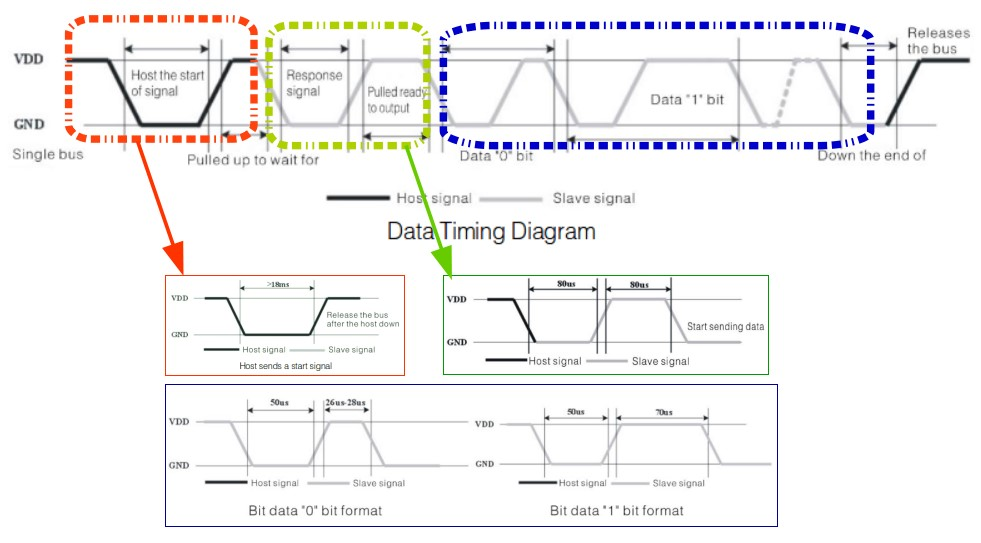 Releases
the bus
VDD
Host the start
of signal
Response
signal
Pulled ready
to output
Data "1" bit
GND
Single bus
Pulled up to wait for
Data "0" bit
Down the end of
Host signal
Slave signal
Data Timing Diagram
>18ms
VDD
Release the bus
after the host down
GND
Host signal
Slave signal
Host sends a start signal
80us
80us
VDD
Start sending data
GND
Host signal
Slave signal
50us
26us-28us
VDD
GND
Host signal
Slave signal
Bit data "0" bit format
50us
70us
VDD
GND
Host signal
Slave signal
Bit data "1" bit format